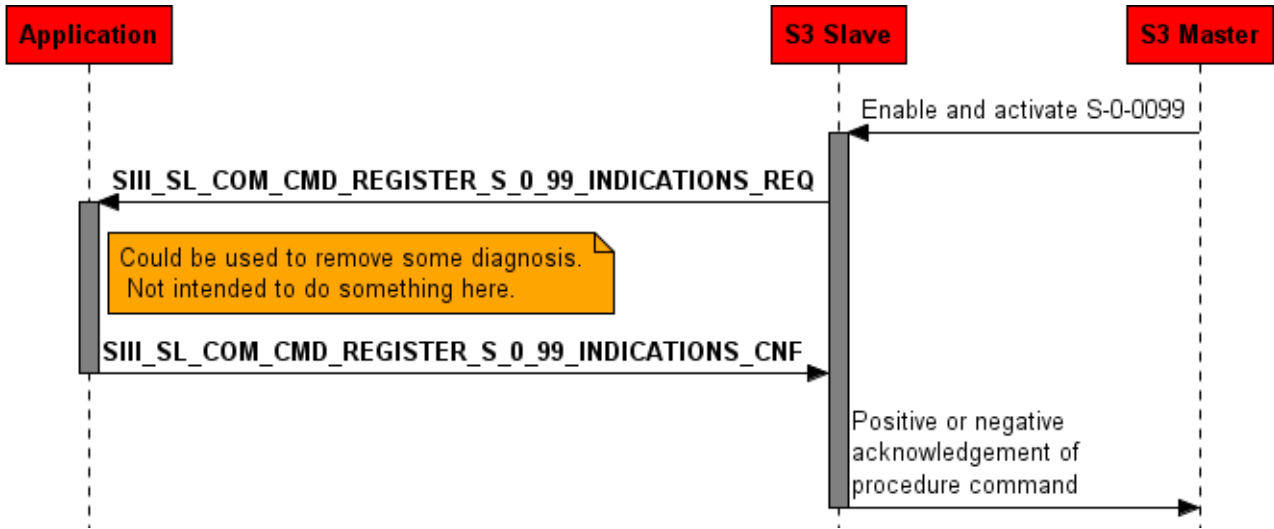 Application
S3 Slave
S3 Master
Enable and activate S-0-0099
SIII_SL_COM_CMD_REGISTER_S_0_99_INDICATIONS_REQ
Could be used to remove some diagnosis.
Not intended to do something here.
SIII_SL_COM_CMD_REGISTER_S_0_99_INDICATIONS_CNF
Positive or negative
acknowledgement of
procedure command